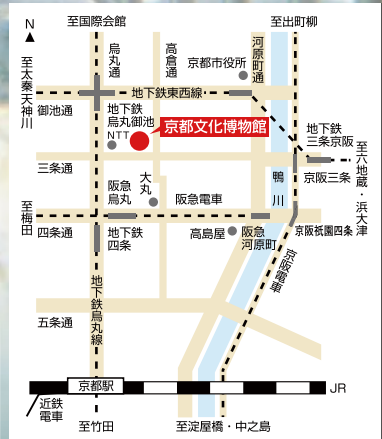 至国際会館
至出町柳
N
烏丸通
高倉通
河原町通
京都市役所
至太秦天神川
御池通
地下鉄東西線
地下鉄
烏丸御池
NTT
京都文化博物館
地下鉄
三条京阪
三条通
京阪三条
至六地蔵・浜大津
鴨川
大丸
阪急
烏丸
阪急電車
至梅田
四条通
地下鉄
四条
高島屋
阪急
河原町
京阪祇園四条
京阪電車
地下鉄烏丸線
五条通
京都駅
JR
近鉄
電車
至竹田
至淀屋橋・中之島